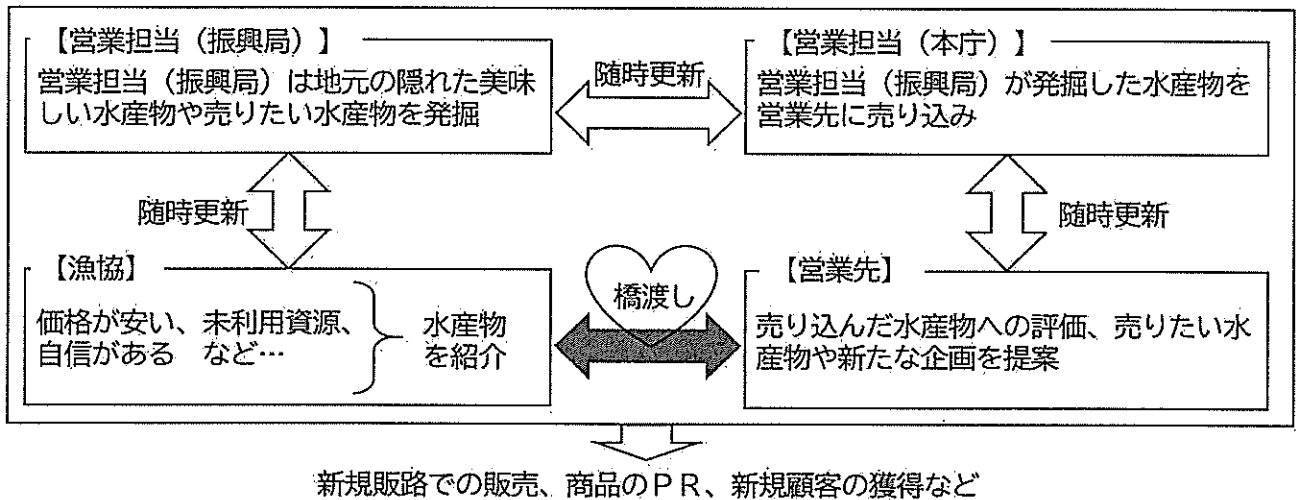 【営業担当（振興局）】
営業担当（振興局）は地元の隠れた美味
しい水産物や売りたい水産物を発掘
随時更新
【営業担当（本庁）】
営業担当（振興局）が発掘した水産物を
営業先に売り込み
随時更新
随時更新
【漁協】
価格が安い、未利用資源、
自信がある　など…
水産物
を紹介
橋渡し
【営業先】
売り込んだ水産物への評価、売りたい水
産物や新たな企画を提案
新規販路での販売、商品のＰＲ、新規顧客の獲得など